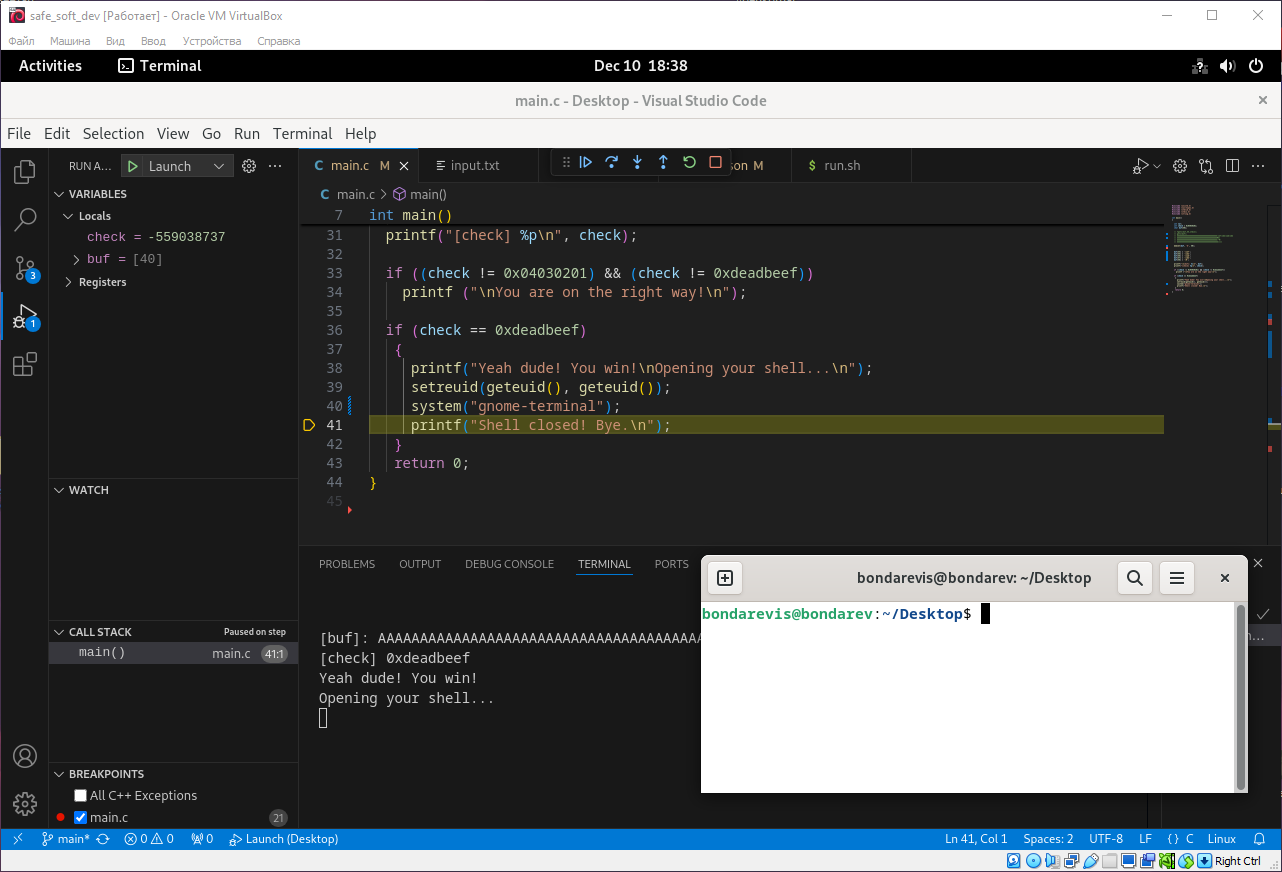 safe_soft_dev [Работает] - Oracle VM VirtualBox
Файл Машина Вид Ввод Устройства Справка
Activities Terminal Dec 10 18:38
main.c - Desktop - Visual Studio Code
File Edit Selection View Go Run Terminal Help
RUN A... Launch
main.c M input.txt son M $ run.sh
main.c > main()
VARIABLES
Locals
check = -559038737
buf = [40]
Registers
7 int main()
31 printf("[check] %p\n", check);
32
33 if ((check != 0x04030201) && (check != 0xdeadbeef))
34 printf ("\nYou are on the right way!\n");
35
36 if (check == 0xdeadbeef)
37 {
38 printf("Yeah dude! You win!\nOpening your shell...\n");
39 setreuid(geteuid(), geteuid());
40 system("gnome-terminal");
41 printf("Shell closed! Bye.\n");
42 }
43 return 0;
44 }
45
WATCH
CALL STACK Paused on step
main() main.c 41:1
BREAKPOINTS
All C++ Exceptions
main.c 21
3
1
PROBLEMS OUTPUT DEBUG CONSOLE TERMINAL PORTS
[buf]: AAAAAAAAAAAAAAAAAAAAAAAAAAAAAAAAAAAAAAAA
[check] 0xdeadbeef
Yeah dude! You win!
Opening your shell...
bondarevis@bondarev: ~/Desktop
bondarevis@bondarev:~/Desktop$
main* 0 0 0 Launch (Desktop) Ln 41, Col 1 Spaces: 2 UTF-8 LF {} C Linux
Right Ctrl